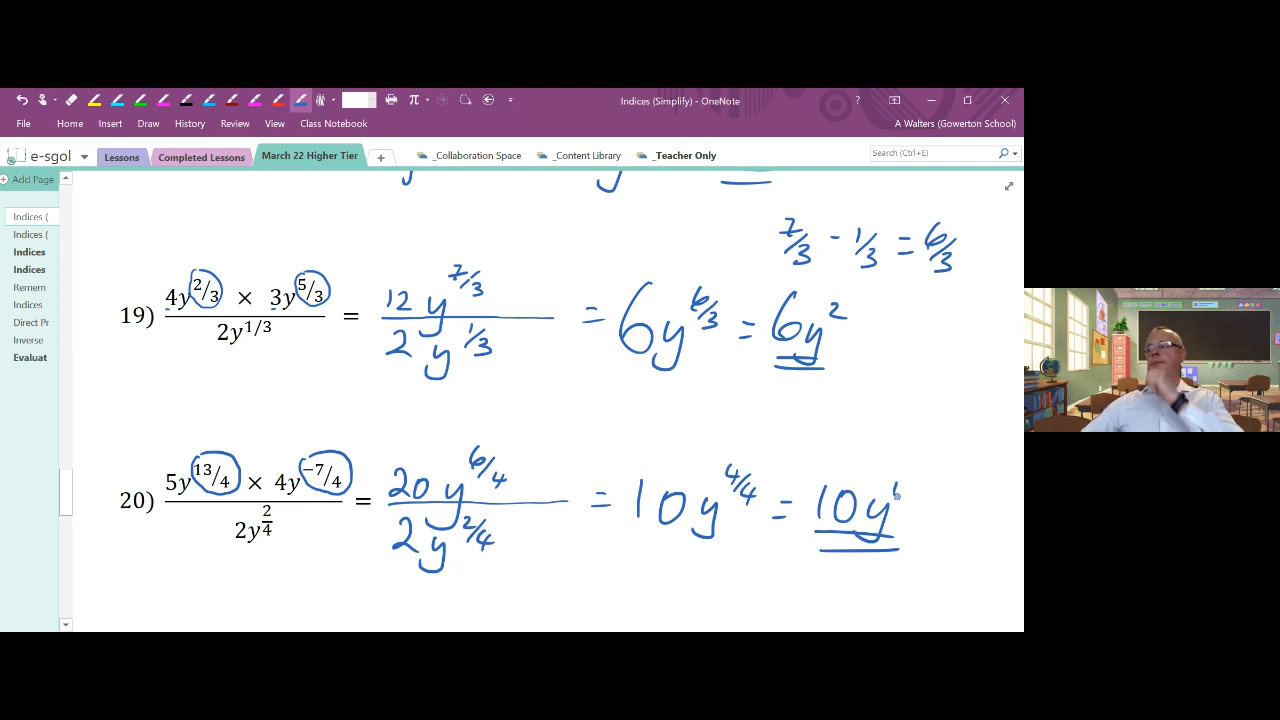 Indices (Simplify) - OneNote
A Walters (Gowerton School)
File Home Insert Draw History Review View Class Notebook
e-sgol Lessons Completed Lessons March 22 Higher Tier + _Collaboration Space _Content Library _Teacher Only Search (Ctrl+E)
Add Page
Indices (
Indices (
Indices
Indices
Remem
Indices
Direct Pr
Indices
Inverse
Evaluat
7/3 - 1/3 = 6/3
19) (4y^(2/3) × 3y^(5/3))/(2y^(1/3)) = (12y^(7/3))/(2y^(1/3)) = 6y^(6/3) = 6y²
20) (5y^(13/4) × 4y^(-7/4))/(2y^(2/4)) = (20y^(6/4))/(2y^(2/4)) = 10y^(4/4) = 10y¹